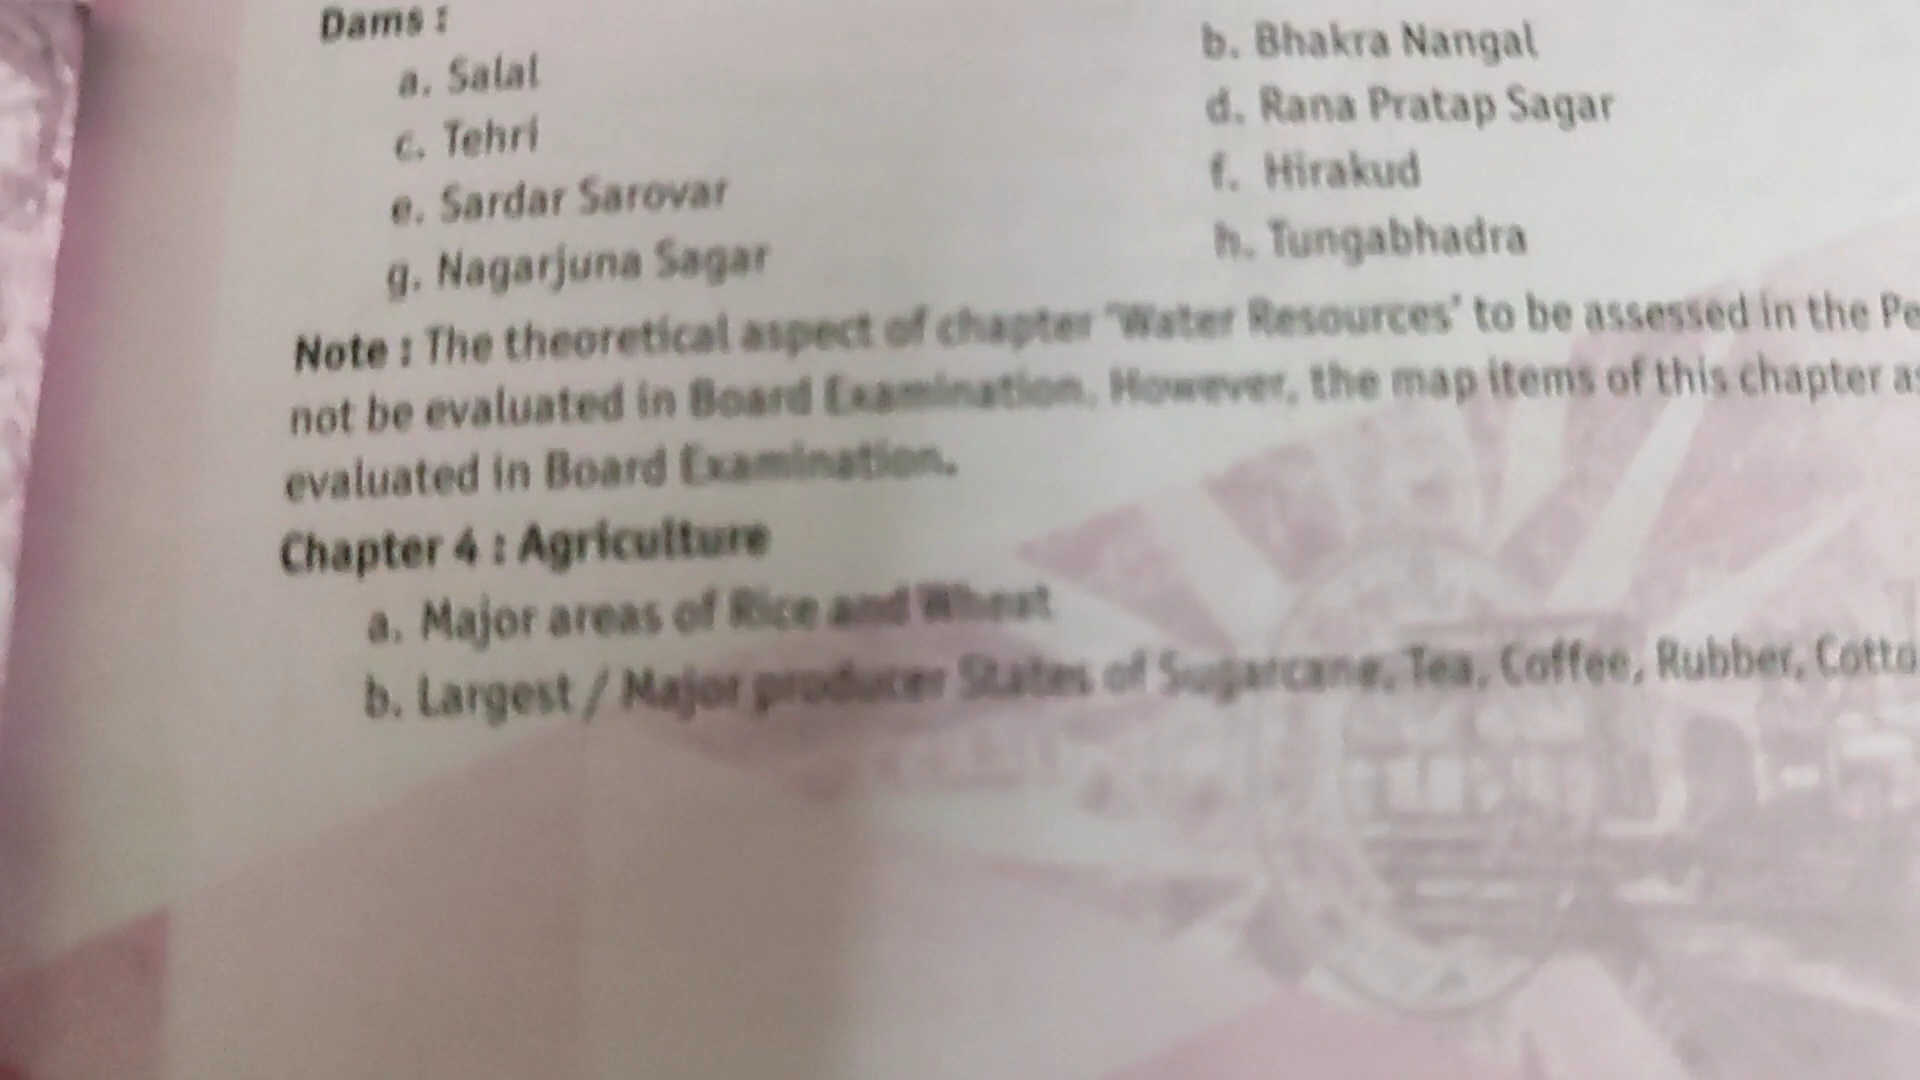 Dams :
a. Salal
b. Bhakra Nangal
c. Tehri
d. Rana Pratap Sagar
e. Sardar Sarovar
f. Hirakud
g. Nagarjuna Sagar
h. Tungabhadra
Note : The theoretical aspect of chapter 'Water Resources' to be assessed in the
not be evaluated in Board Examination. However, the map items of this chapter
evaluated in Board Examination.
Chapter 4 : Agriculture
a. Major areas of Rice and Wheat
b. Largest / Major producer States of Sugarcane, Tea, Coffee, Rubber,